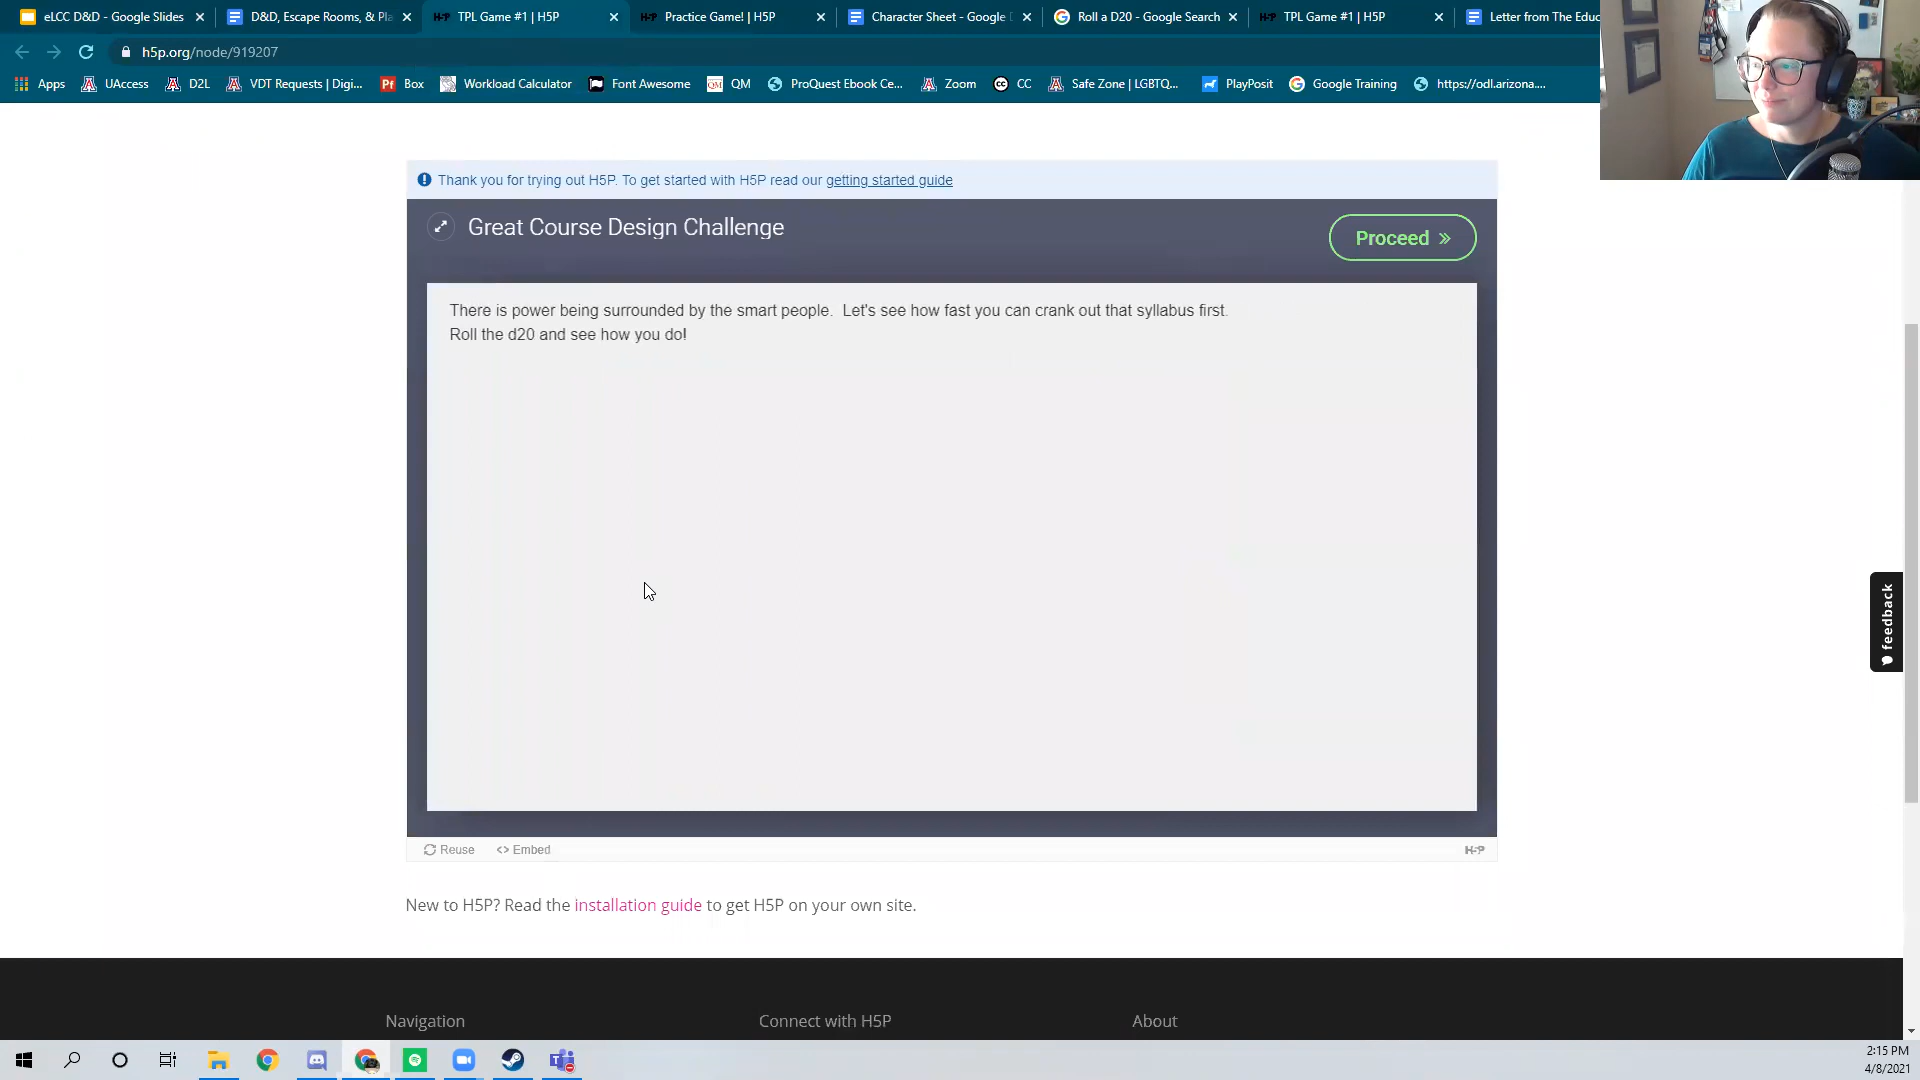 eLCC D&D - Google Slides
D&D, Escape Rooms, & Pla
H-P TPL Game #1 | H5P
H-P Practice Game! | H5P
Character Sheet - Google D
Roll a D20 - Google Search
H-P TPL Game #1 | H5P
Letter from The Educ
h5p.org/node/919207
Apps
UAccess
D2L
VDT Requests | Digi...
Pf Box
Workload Calculator
Font Awesome
QM QM
ProQuest Ebook Ce...
Zoom
cc CC
Safe Zone | LGBTQ...
PlayPosit
Google Training
https://odl.arizona....
Thank you for trying out H5P. To get started with H5P read our getting started guide
Great Course Design Challenge
Proceed
There is power being surrounded by the smart people. Let's see how fast you can crank out that syllabus first.
Roll the d20 and see how you do!
feedback
Reuse
Embed
H5P
New to H5P? Read the installation guide to get H5P on your own site.
Navigation
Connect with H5P
About
2:15 PM
4/8/2021